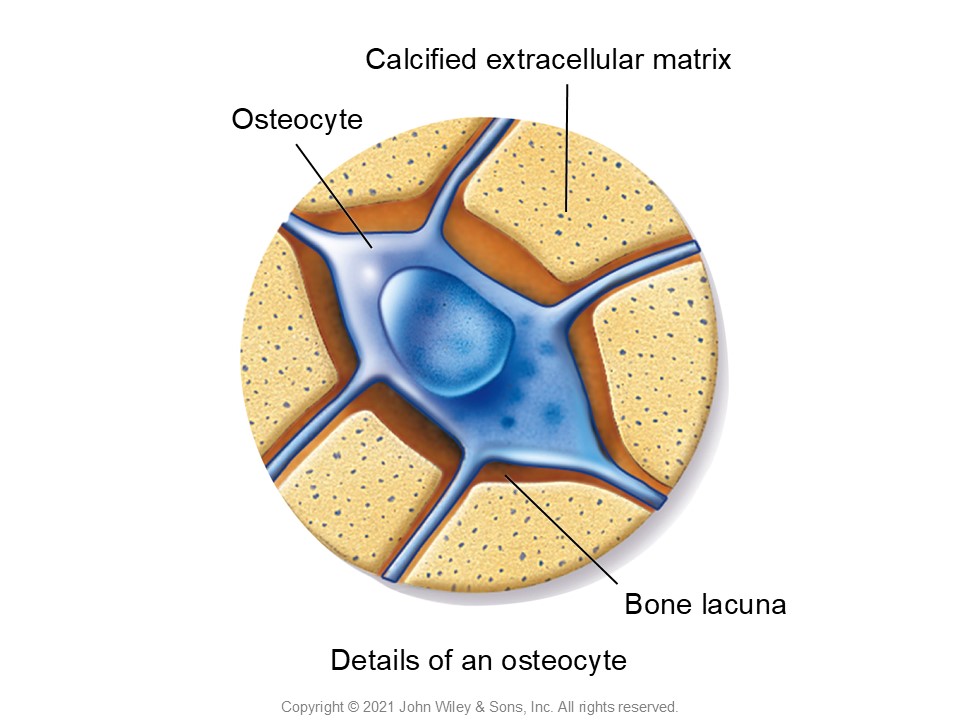 Calcified extracellular matrix
Osteocyte
Bone lacuna
Details of an osteocyte
Copyright © 2021 John Wiley & Sons, Inc. All rights reserved.